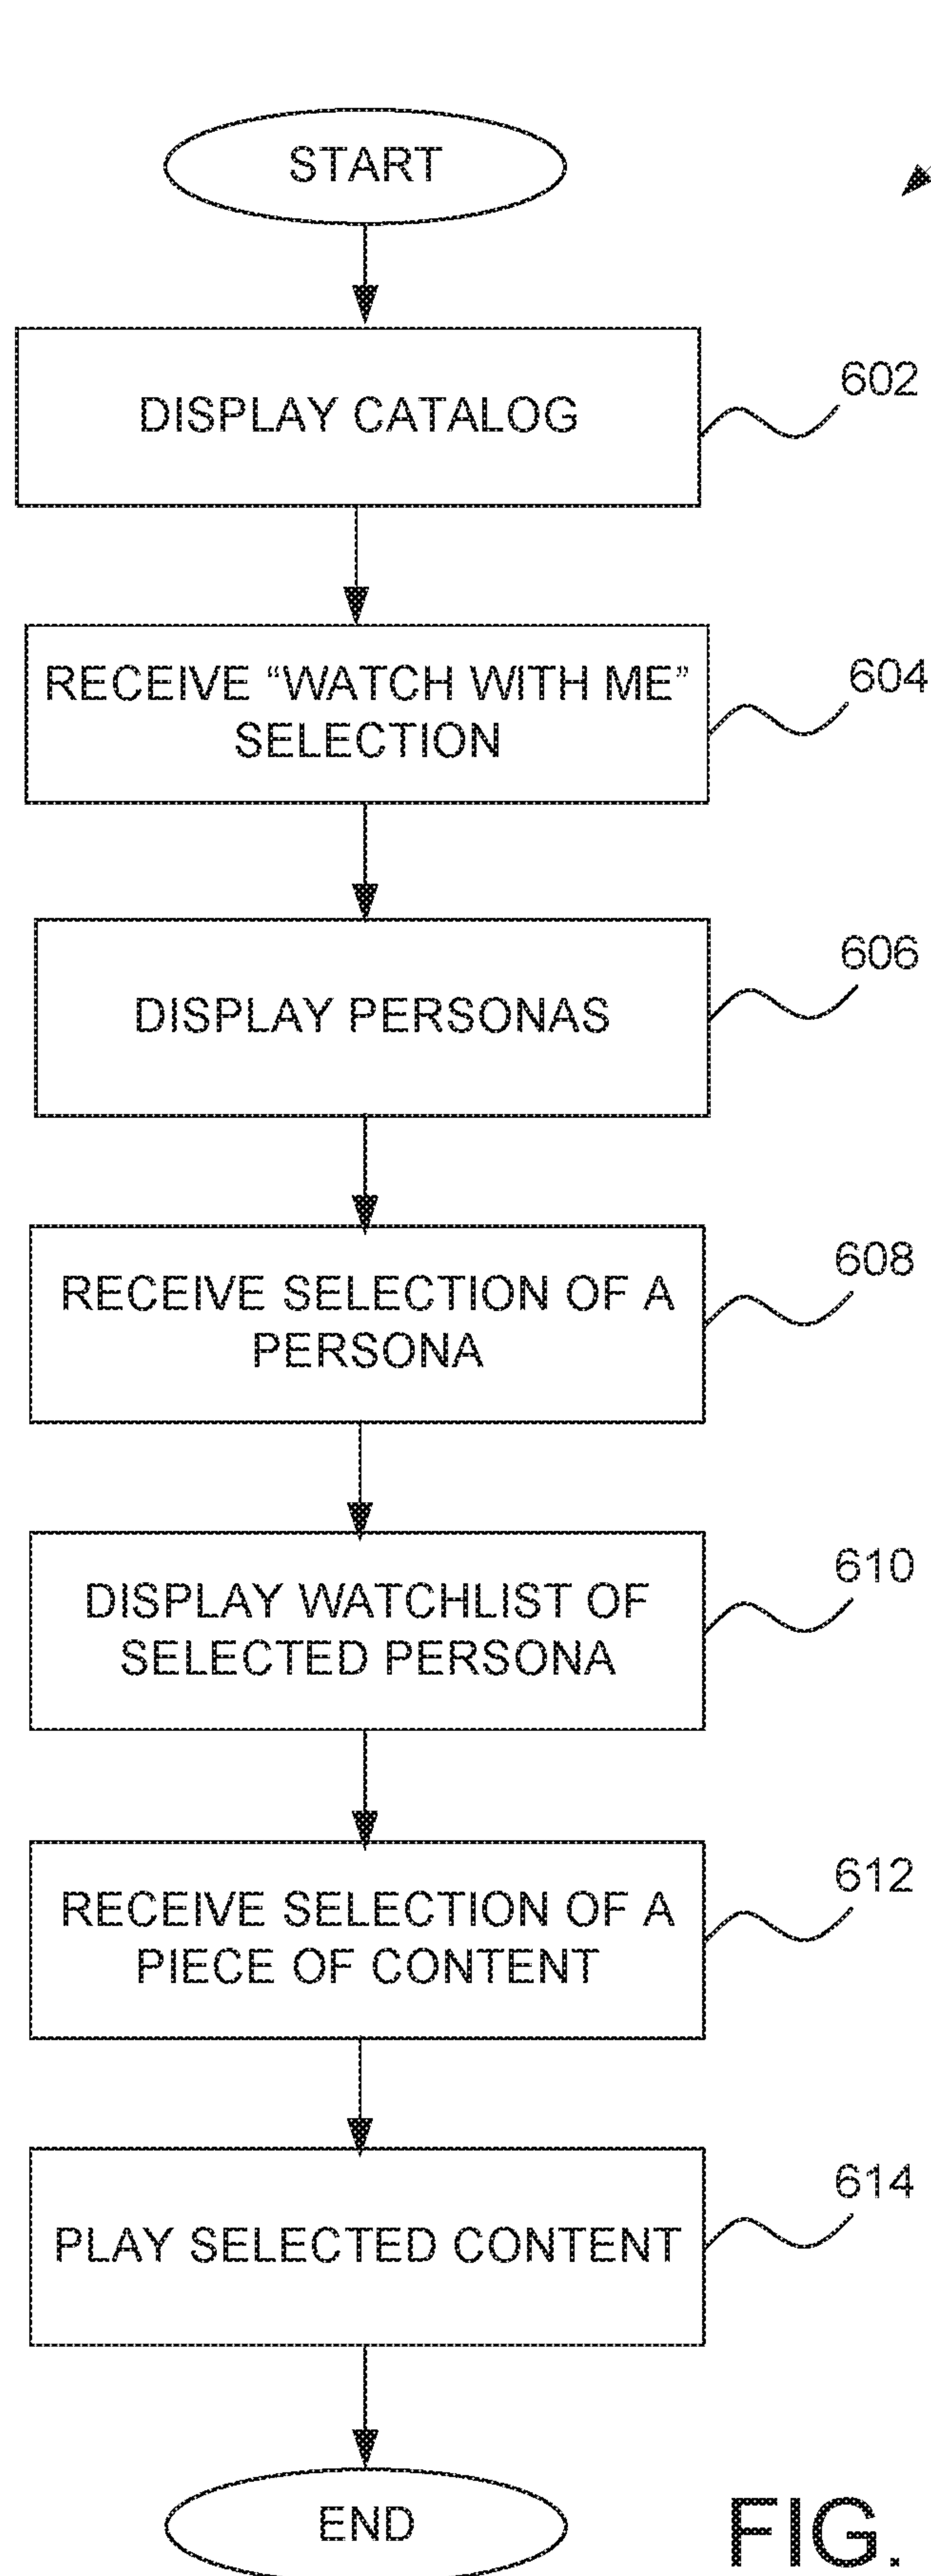 START
DISPLAY CATALOG
602
RECEIVE “WATCH WITH ME”
SELECTION
604
DISPLAY PERSONAS
606
RECEIVE SELECTION OF A
PERSONA
608
DISPLAY WATCHLIST OF
SELECTED PERSONA
610
RECEIVE SELECTION OF A
PIECE OF CONTENT
612
PLAY SELECTED CONTENT
614
END
FIG.